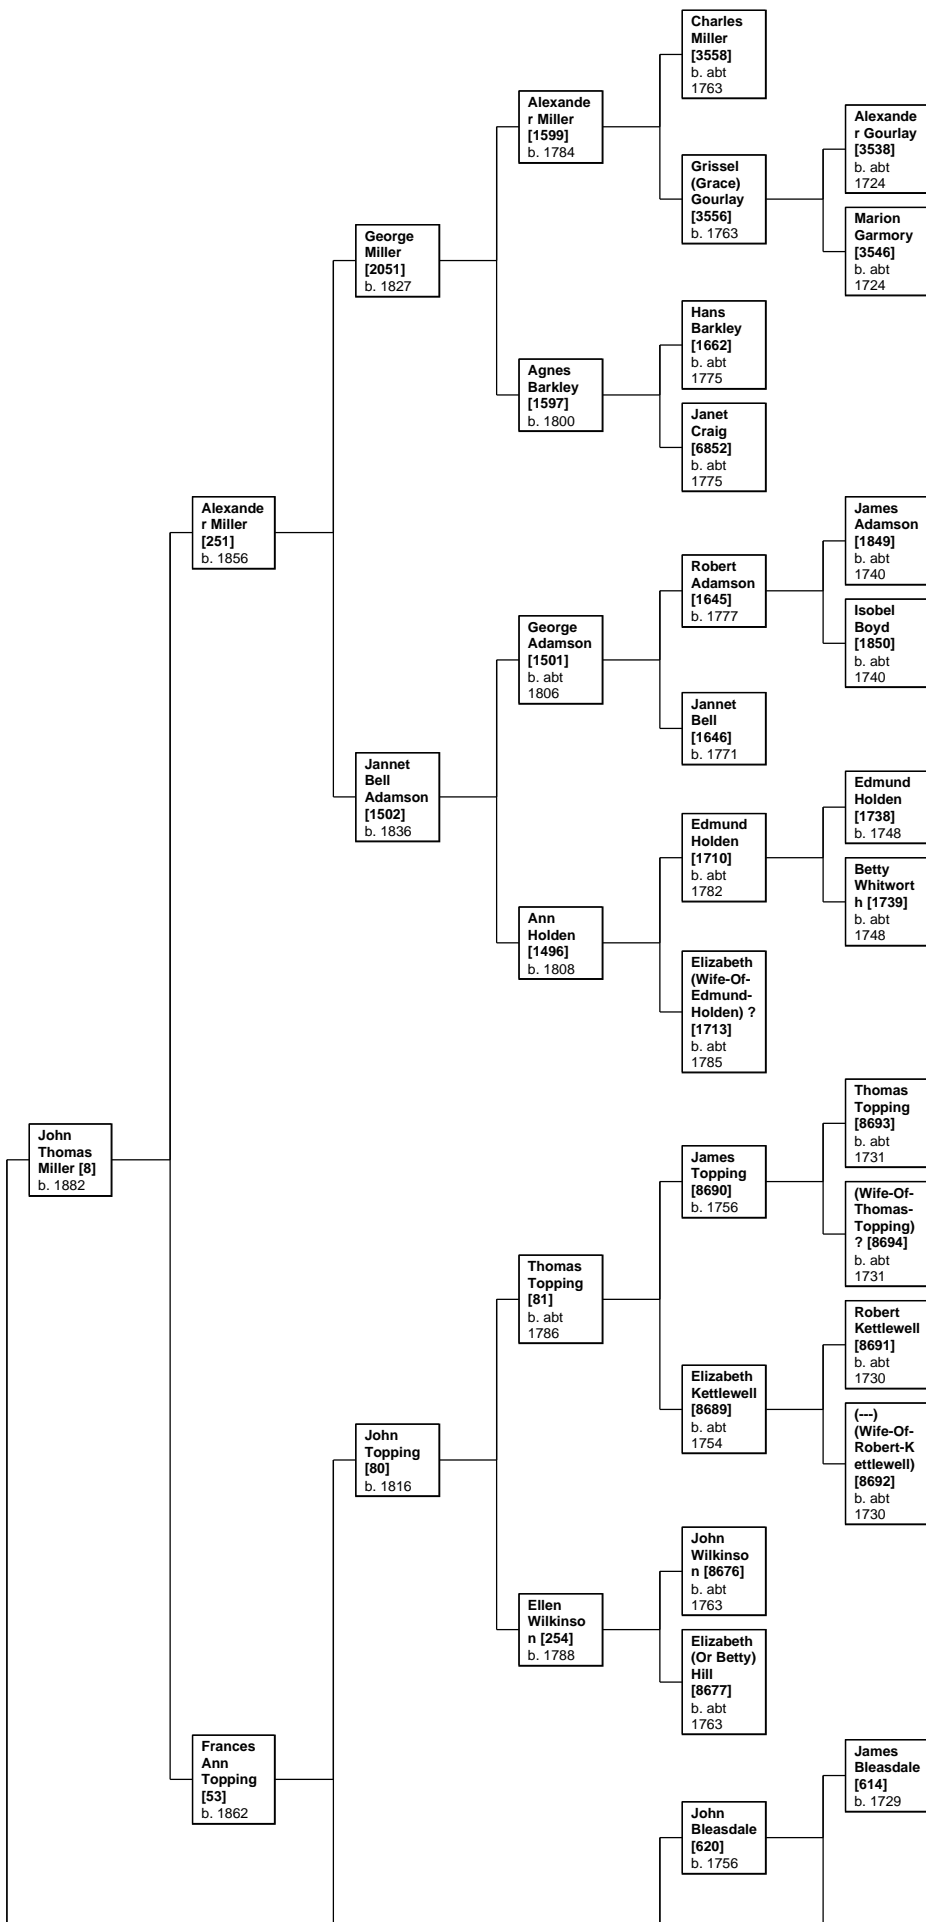 Charles
Miller
[3558]
b. abt
1763
Alexande
r Miller
[1599]
b. 1784
Alexande
r Gourlay
[3538]
b. abt
1724
Grissel
(Grace)
Gourlay
[3556]
b. 1763
Marion
Garmory
[3546]
b. abt
1724
George
Miller
[2051]
b. 1827
Hans
Barkley
[1662]
b. abt
1775
Agnes
Barkley
[1597]
b. 1800
Janet
Craig
[6852]
b. abt
1775
Alexande
r Miller
[251]
b. 1856
James
Adamson
[1849]
b. abt
1740
Robert
Adamson
[1645]
b. 1777
George
Adamson
[1501]
b. abt
1806
Isobel
Boyd
[1850]
b. abt
1740
Jannet
Bell
[1646]
b. 1771
Jannet
Bell
Adamson
[1502]
b. 1836
Edmund
Holden
[1738]
b. 1748
Edmund
Holden
[1710]
b. abt
1782
Betty
Whitwort
h [1739]
b. abt
1748
Ann
Holden
[1496]
b. 1808
Elizabeth
(Wife-Of-
Edmund-
Holden) ?
[1713]
b. abt
1785
John
Thomas
Miller [8]
b. 1882
Thomas
Topping
[8693]
b. abt
1731
James
Topping
[8690]
b. 1756
(Wife-Of-
Thomas-
Topping)
? [8694]
b. abt
1731
Thomas
Topping
[81]
b. abt
1786
Robert
Kettlewell
[8691]
b. abt
1730
Elizabeth
Kettlewell
[8689]
b. abt
1754
(---)
(Wife-Of-
Robert-K
ettlewell)
[8692]
b. abt
1730
John
Topping
[80]
b. 1816
John
Wilkinso
n [8676]
b. abt
1763
Ellen
Wilkinso
n [254]
b. 1788
Elizabeth
(Or Betty)
Hill
[8677]
b. abt
1763
Frances
Ann
Topping
[53]
b. 1862
James
Bleasdale
[614]
b. 1729
John
Bleasdale
[620]
b. 1756